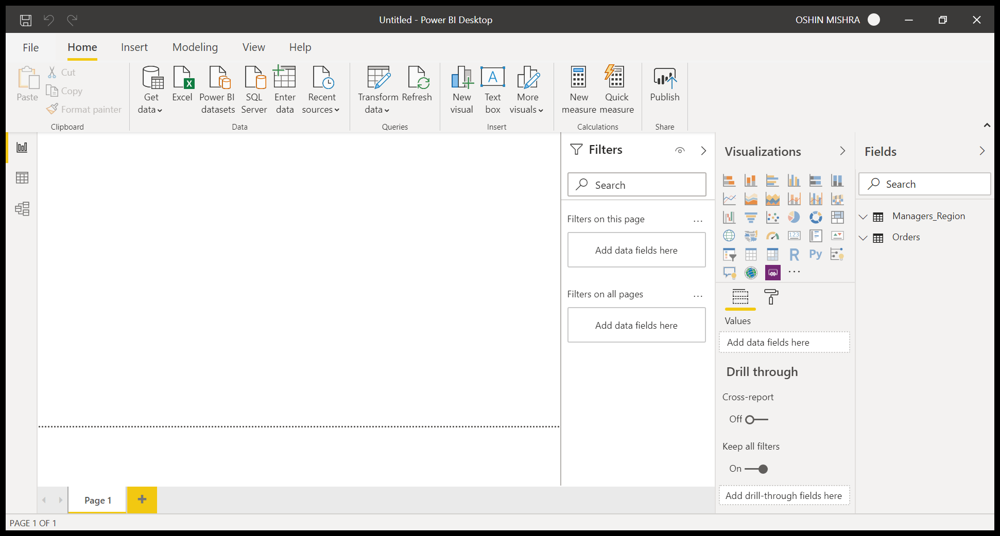 Untitled - Power BI Desktop
OSHIN MISHRA
File Home Insert Modeling View Help
Paste
Cut
Copy
Format painter
Clipboard
Get data
Excel
Power BI datasets
SQL Server
Enter data
Recent sources
Data
Transform data
Refresh
Queries
New visual
Text box
More visuals
Insert
New measure
Quick measure
Calculations
Publish
Share
Filters
Search
Filters on this page ...
Add data fields here
Filters on all pages ...
Add data fields here
Visualizations
123
R
Py
...
Values
Add data fields here
Drill through
Cross-report
Off
Keep all filters
On
Add drill-through fields here
Fields
Search
Managers_Region
Orders
Page 1
PAGE 1 OF 1